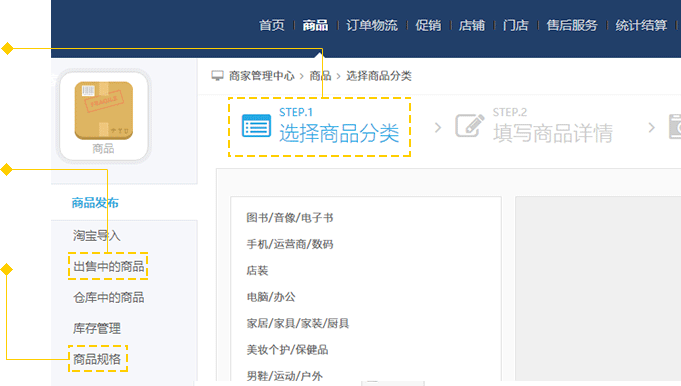 首页 商品 订单物流 促销 店铺 门店 售后服务 统计结算
商家管理中心 > 商品 > 选择商品分类
商品
STEP.1
选择商品分类
STEP.2
填写商品详情
商品发布
淘宝导入
出售中的商品
仓库中的商品
库存管理
商品规格
图书/音像/电子书
手机/运营商/数码
店装
电脑/办公
家居/家具/家装/厨具
美妆个护/保健品
男鞋/运动/户外